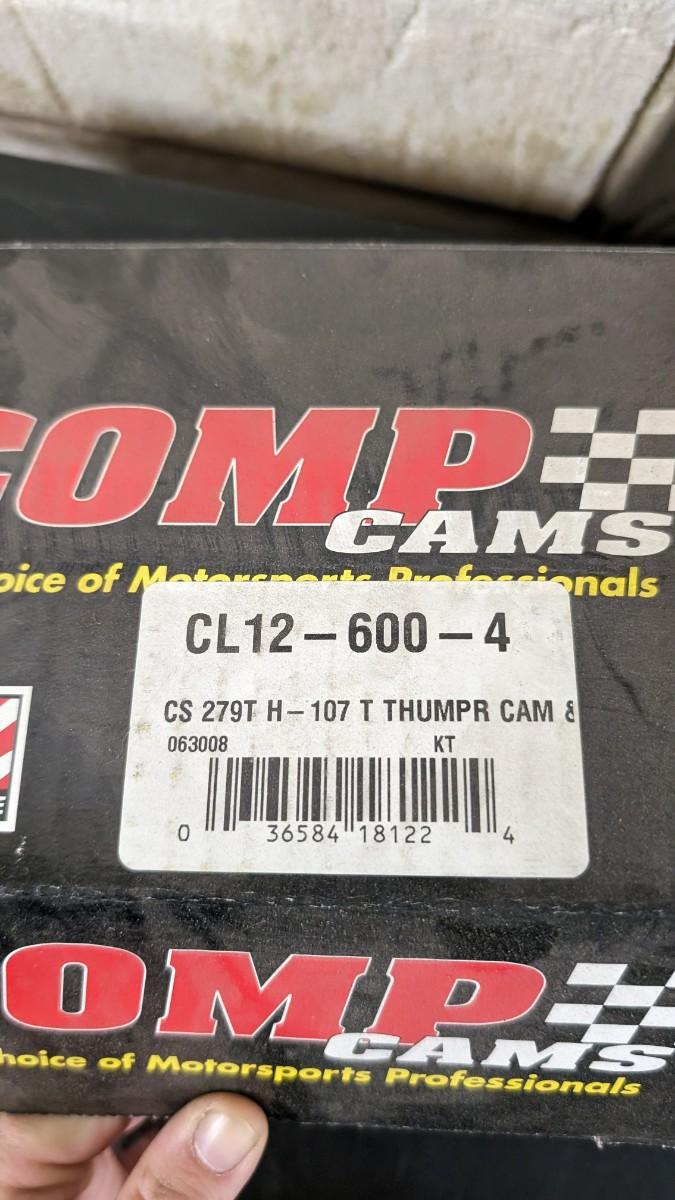 COMP
CAMS
oice of Motorsports Professionals
CL12-600-4
CS 279T H-107 T THUMPR CAM &
063008 KT
0 36584 18122 4
E
OMP
CAMS
hoice of Motorsports Professionals